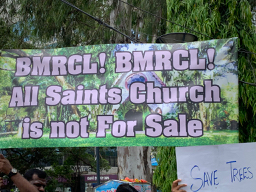 BMRCL! BMRCL!
All Saints Church
is not For Sale
SAVE TREES